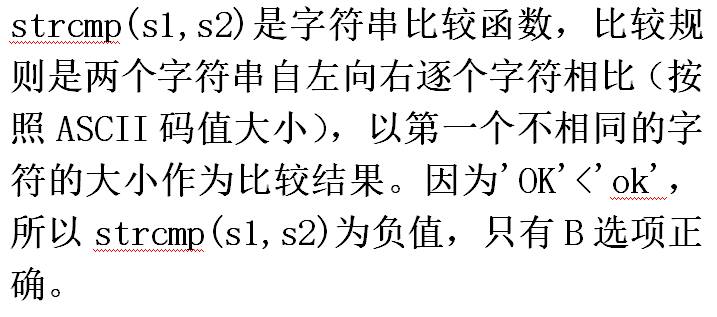 strcmp(s1,s2)是字符串比较函数，比较规
则是两个字符串自左向右逐个字符相比（按
照 ASCII 码值大小），以第一个不相同的字
符的大小作为比较结果。因为'OK'<'ok'，
所以 strcmp(s1,s2)为负值，只有 B 选项正
确。